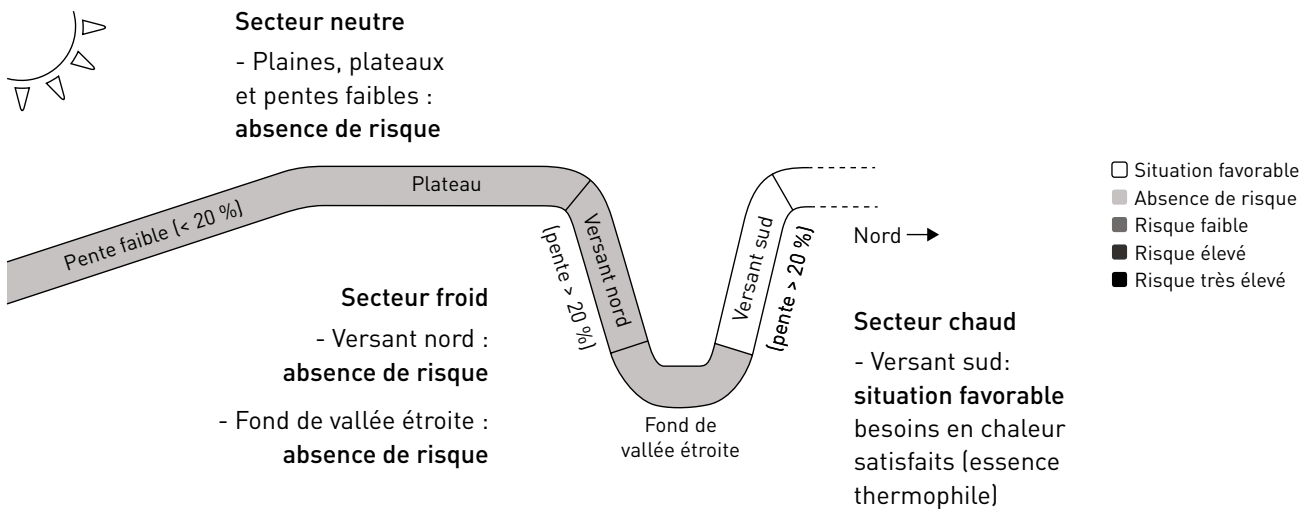 Secteur neutre
- Plaines, plateaux
et pentes faibles :
absence de risque
Pente faible (< 20 %)
Plateau
Versant nord
(pente > 20 %)
Versant sud
(pente > 20 %)
Nord
Situation favorable
Absence de risque
Risque faible
Risque élevé
Risque très élevé
Secteur froid
- Versant nord :
absence de risque
- Fond de vallée étroite :
absence de risque
Fond de
vallée étroite
Secteur chaud
- Versant sud:
situation favorable
besoins en chaleur
satisfaits (essence
thermophile)